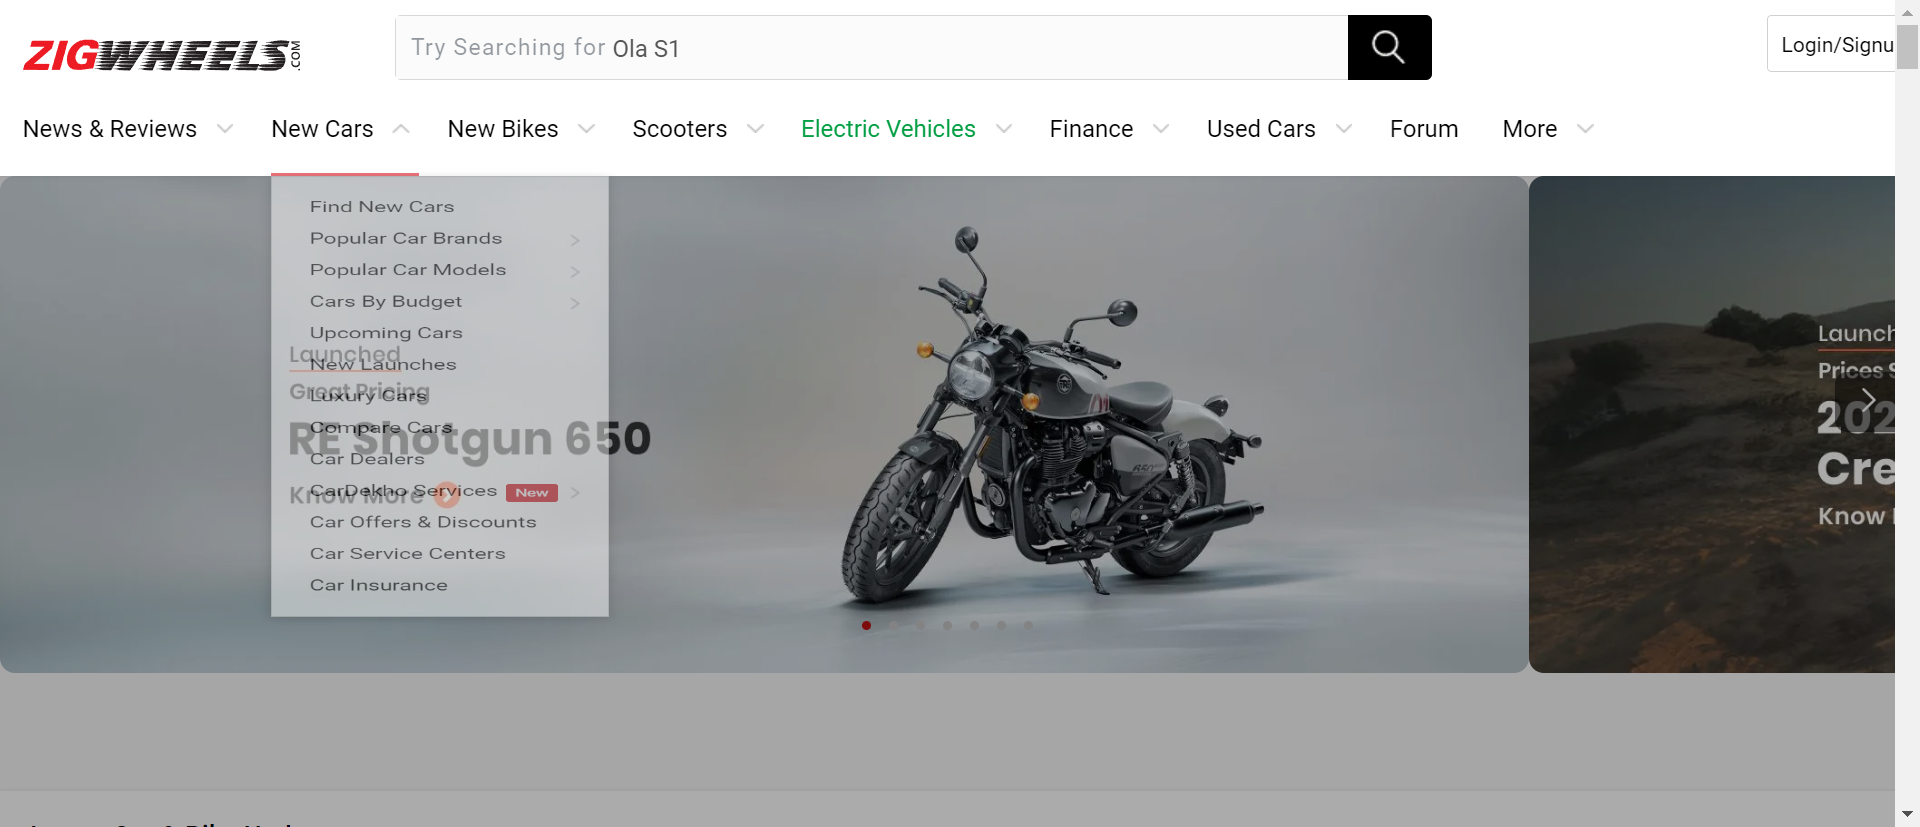 ZIGWHEELS.COM
Try Searching for Ola S1
Login/Signu
News & Reviews
New Cars
New Bikes
Scooters
Electric Vehicles
Finance
Used Cars
Forum
More
Find New Cars
Popular Car Brands
Popular Car Models
Cars By Budget
Upcoming Cars
New Launches
Luxury Cars
Compare Cars
Car Dealers
CarDekho Services New
Car Offers & Discounts
Car Service Centers
Car Insurance
Launched
Great Pricing
RE Shotgun 650
Know More
650
Launch
Prices S
202
Cre
Know